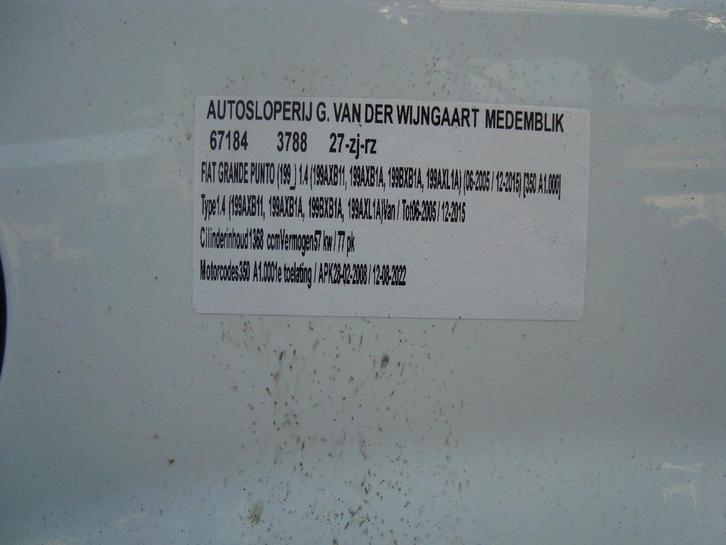 AUTOSLOPERIJ G. VAN DER WIJNGAART MEDEMBLIK
67184 3788 27-zj-rz
FIAT GRANDE PUNTO (199_) 1.4 (199AXB11, 199AXB1A, 199BXB1A, 199AXL1A) (06-2005 / 12-2015) [350 A1.000]
Type1.4 (199AXB11, 199AXB1A, 199BXB1A, 199AXL1A)Van / Tot06-2005 / 12-2015
Cilinderinhoud1368 ccmVermogen57 kw / 77 pk
Motorcodes350 A1.0001e toelating / APK28-02-2008 / 12-08-2022